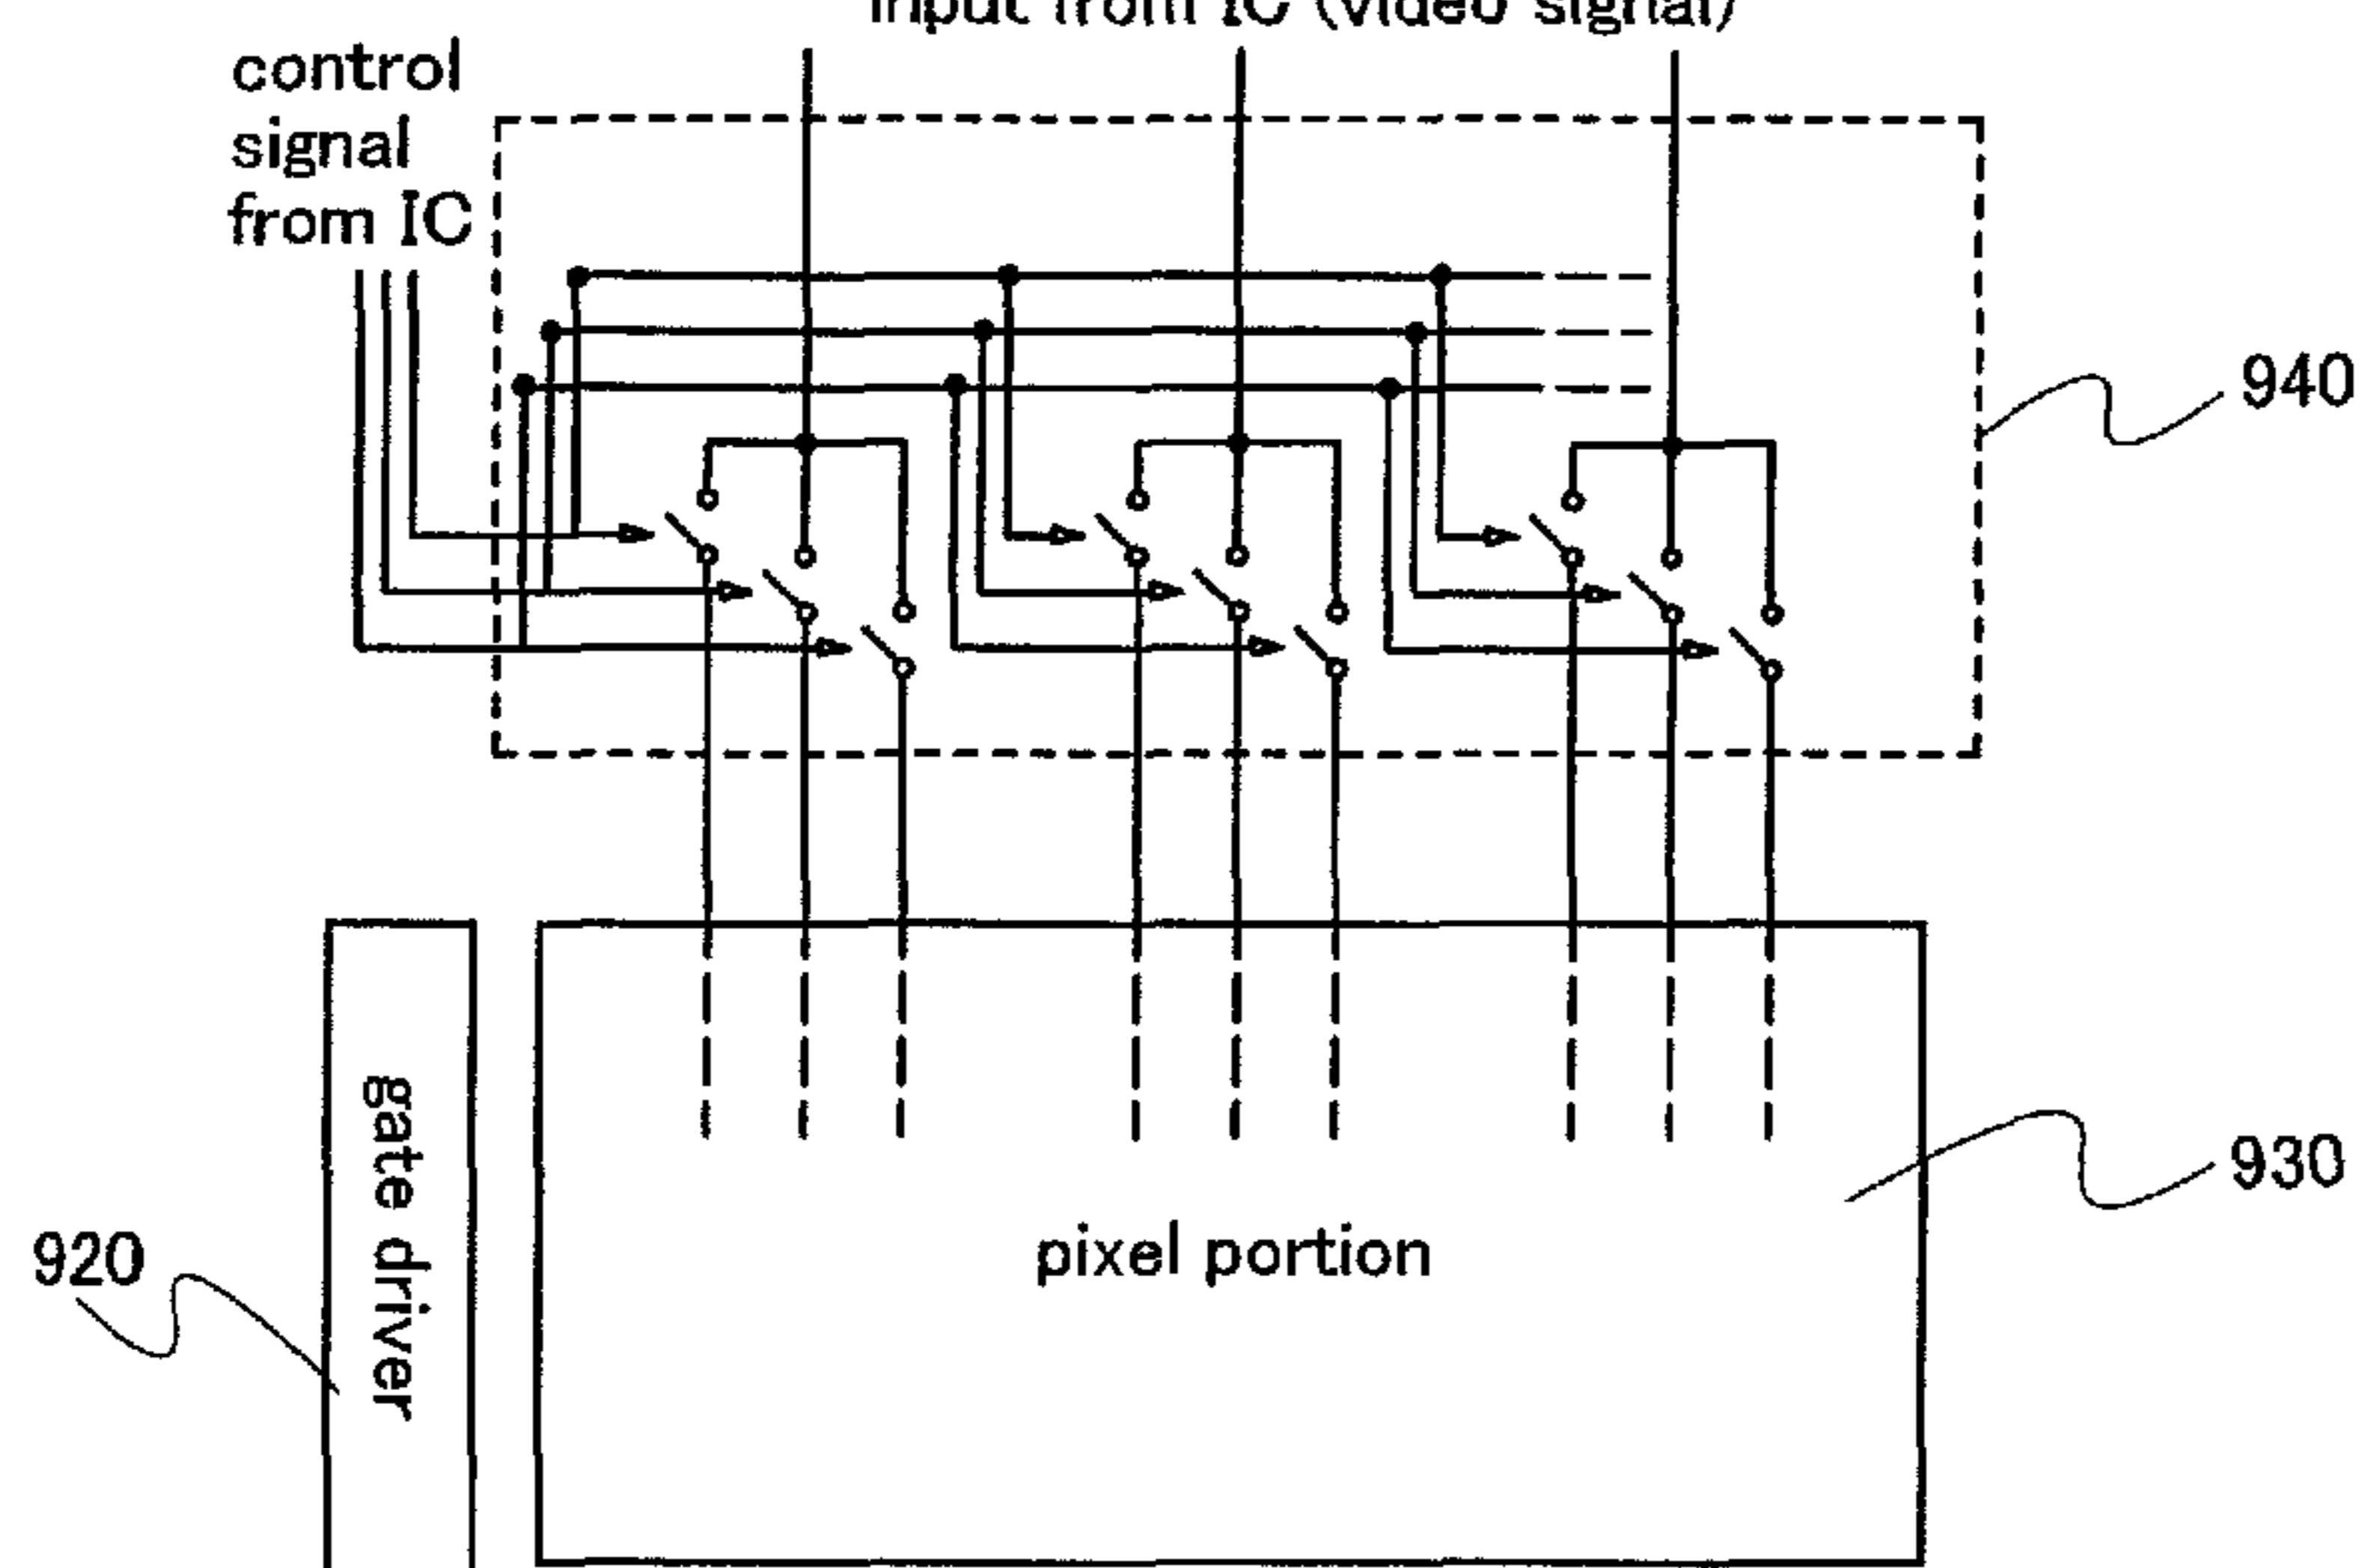 input from IC (video signal)
control
signal
from IC
940
gate driver
930
920
pixel portion